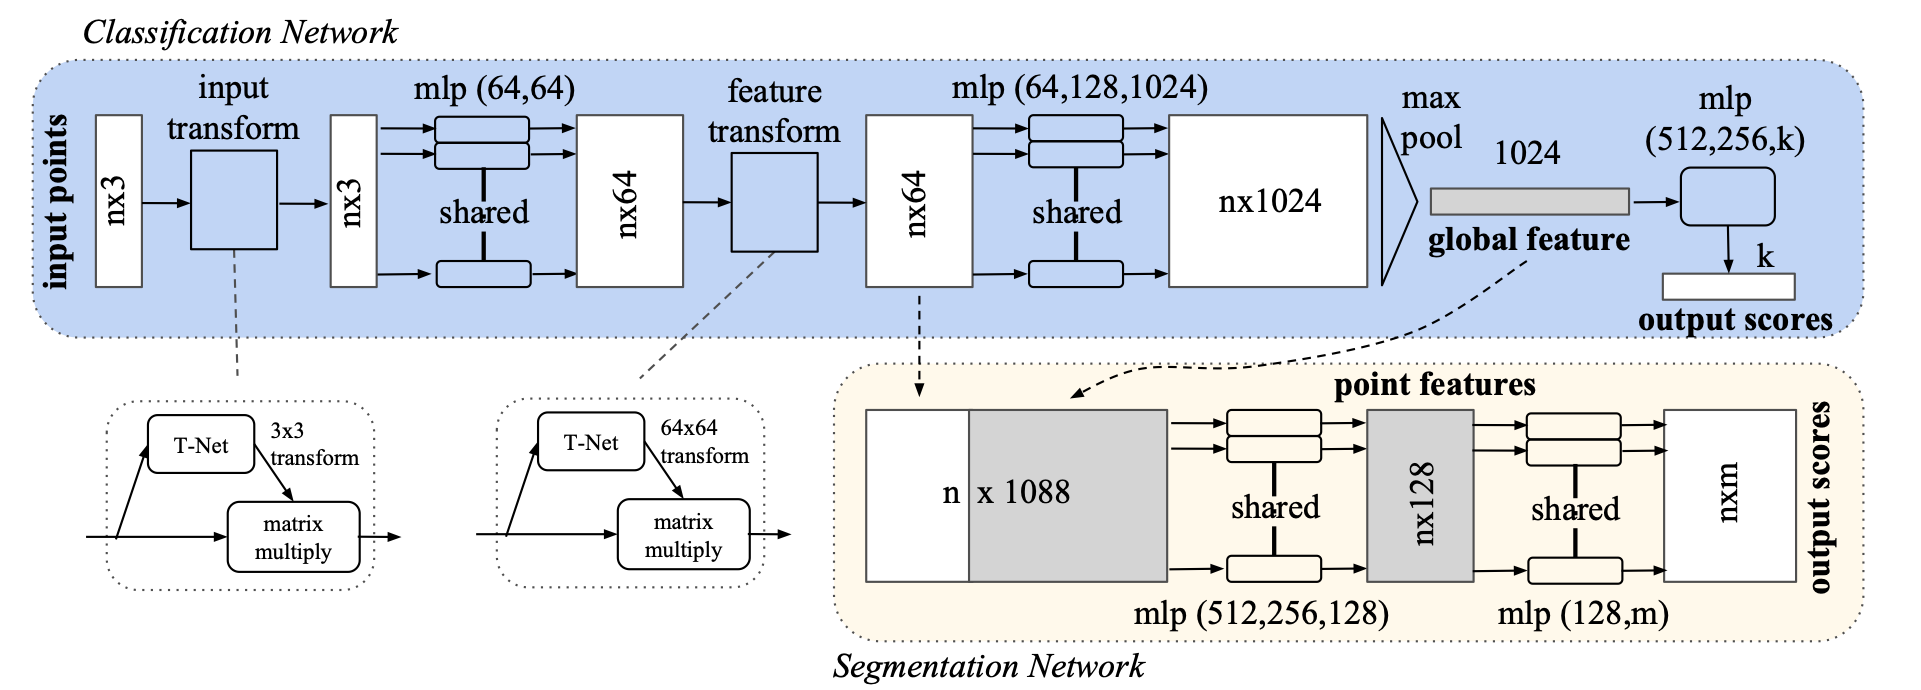 Classification Network
input points
nx3
input
transform
nx3
mlp (64,64)
shared
nx64
feature
transform
nx64
mlp (64,128,1024)
shared
nx1024
max
pool
1024
global feature
mlp
(512,256,k)
k
output scores
T-Net
3x3
transform
matrix
multiply
T-Net
64x64
transform
matrix
multiply
point features
n x 1088
shared
mlp (512,256,128)
nx128
shared
mlp (128,m)
nxm
output scores
Segmentation Network